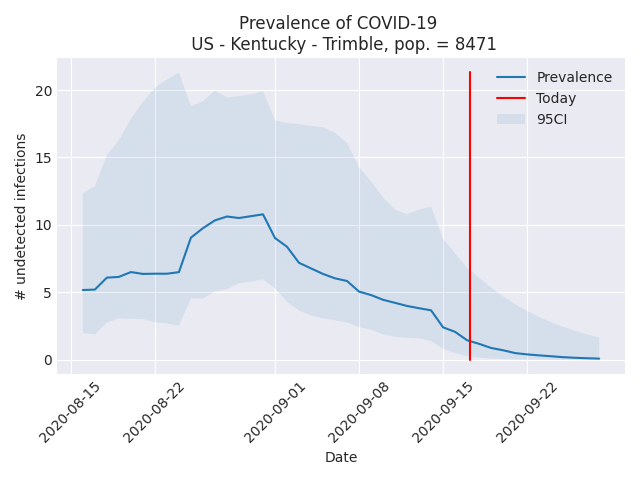 Prevalence of COVID-19
US - Kentucky - Trimble, pop. = 8471
Prevalence
Today
95CI
# undetected infections
20
15
10
5
0
2020-08-15
2020-08-22
2020-09-01
2020-09-08
2020-09-15
2020-09-22
Date